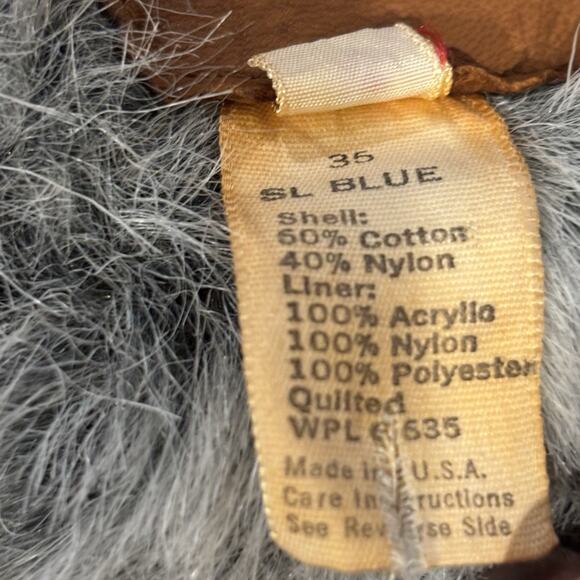 35
SL BLUE
Shell:
60% Cotton
40% Nylon
Liner:
100% Acrylic
100% Nylon
100% Polyester
Quilted
WPL 6635
Made in U.S.A.
Care Instructions
See Reverse Side